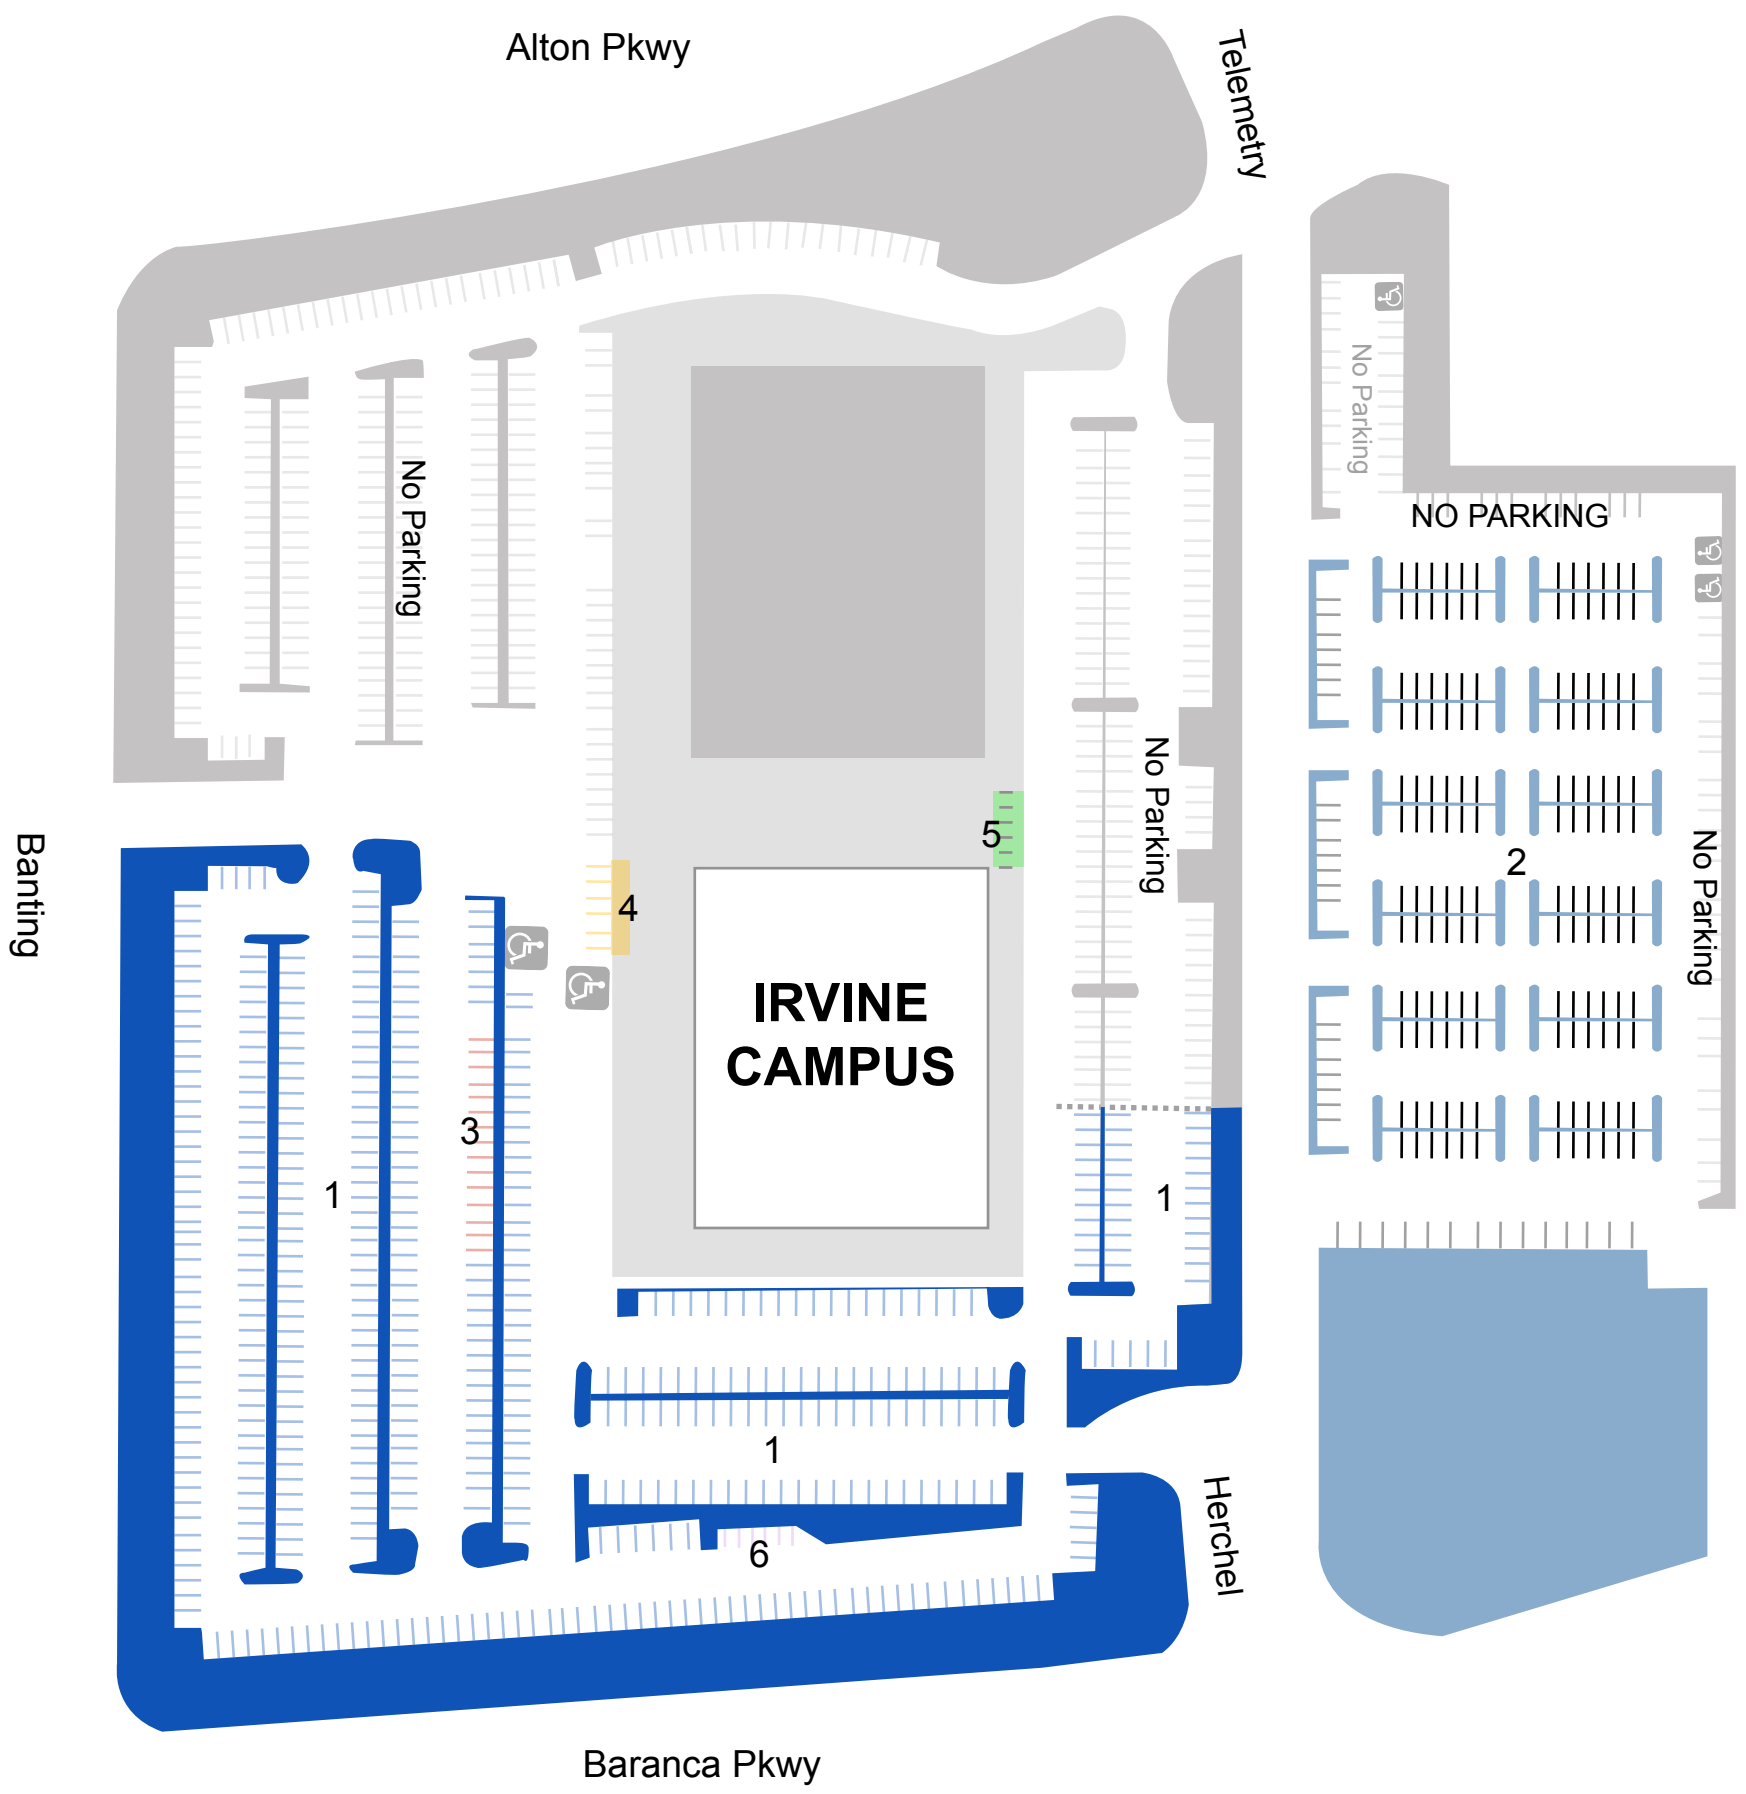 Alton Pkwy
Telemetry
No Parking
No Parking
NO PARKING
No Parking
5
2
Banting
4
No Parking
IRVINE
CAMPUS
3
1
1
1
6
Herchel
Baranca Pkwy